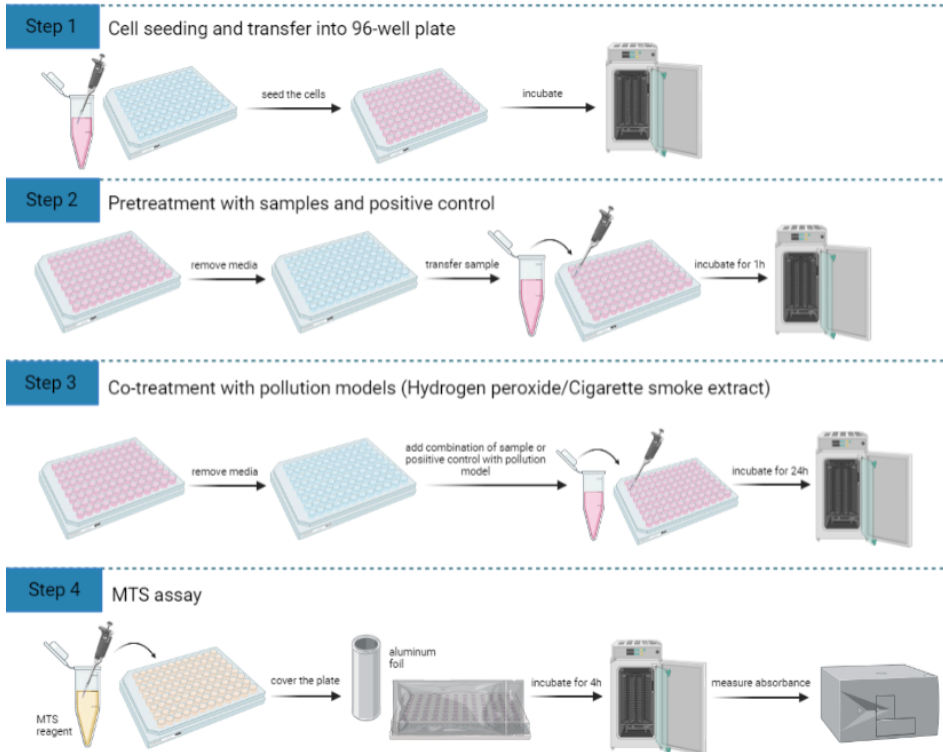 Step 1
Cell seeding and transfer into 96-well plate
seed the cells
incubate
Step 2
Pretreatment with samples and positive control
remove media
transfer sample
incubate for 1h
Step 3
Co-treatment with pollution models (Hydrogen peroxide/Cigarette smoke extract)
remove media
add combination of sample or
posiitive control with pollution
model
incubate for 24h
Step 4
MTS assay
MTS
reagent
cover the plate
aluminum
foil
incubate for 4h
measure absorbance